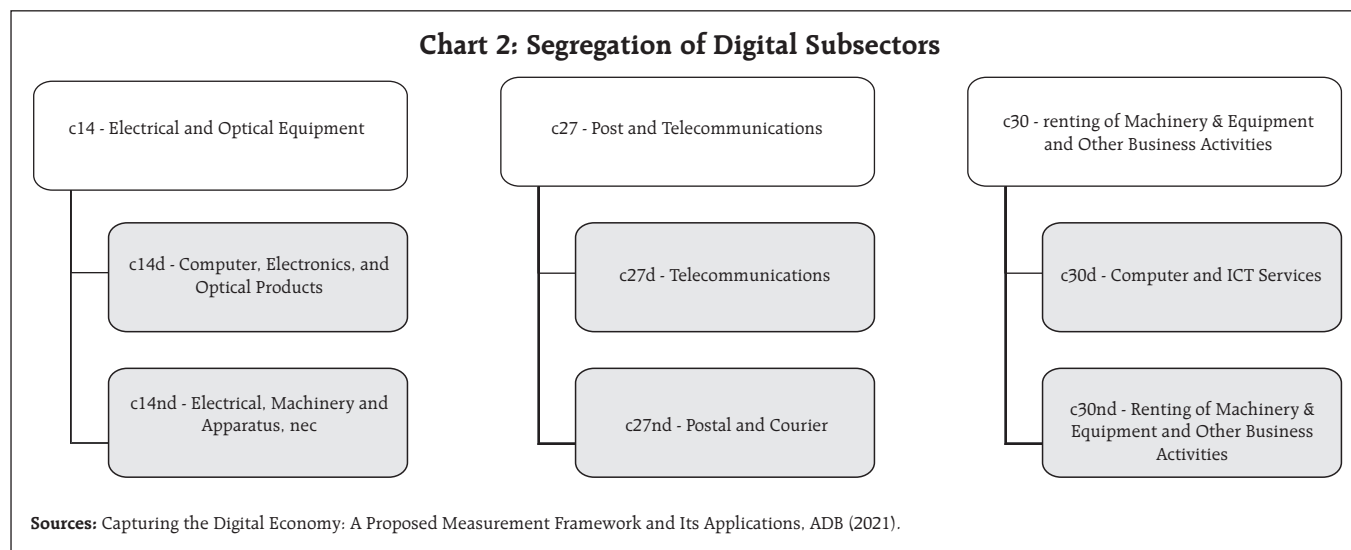 Chart 2: Segregation of Digital Subsectors
c14 - Electrical and Optical Equipment
c14d - Computer, Electronics, and
Optical Products
c14nd - Electrical, Machinery and
Apparatus, nec
c27 - Post and Telecommunications
c27d - Telecommunications
c27nd - Postal and Courier
c30 - renting of Machinery & Equipment
and Other Business Activities
c30d - Computer and ICT Services
c30nd - Renting of Machinery &
Equipment and Other Business
Activities
Sources: Capturing the Digital Economy: A Proposed Measurement Framework and Its Applications, ADB (2021).